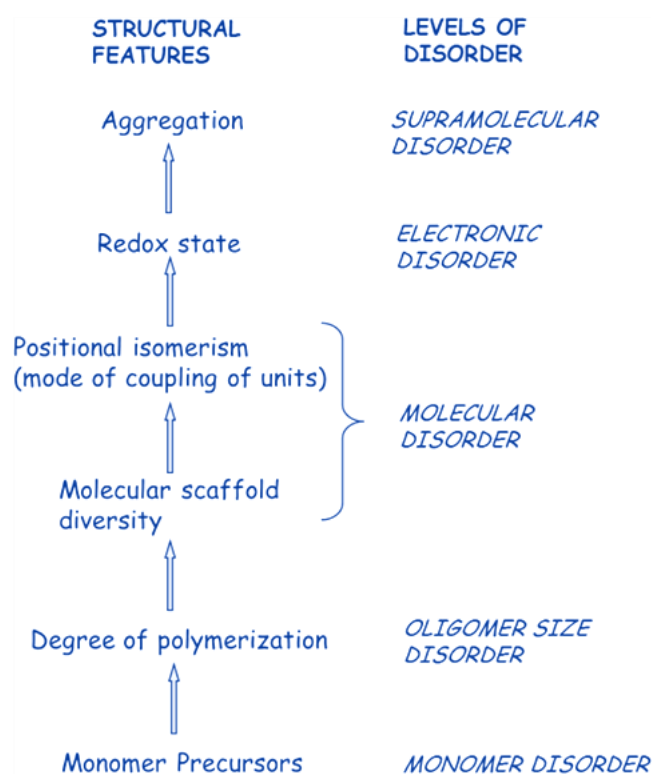 STRUCTURAL
FEATURES
LEVELS OF
DISORDER
Aggregation
SUPRAMOLECULAR
DISORDER
Redox state
ELECTRONIC
DISORDER
Positional isomerism
(mode of coupling of units)
MOLECULAR
DISORDER
Molecular scaffold
diversity
Degree of polymerization
OLIGOMER SIZE
DISORDER
Monomer Precursors
MONOMER DISORDER